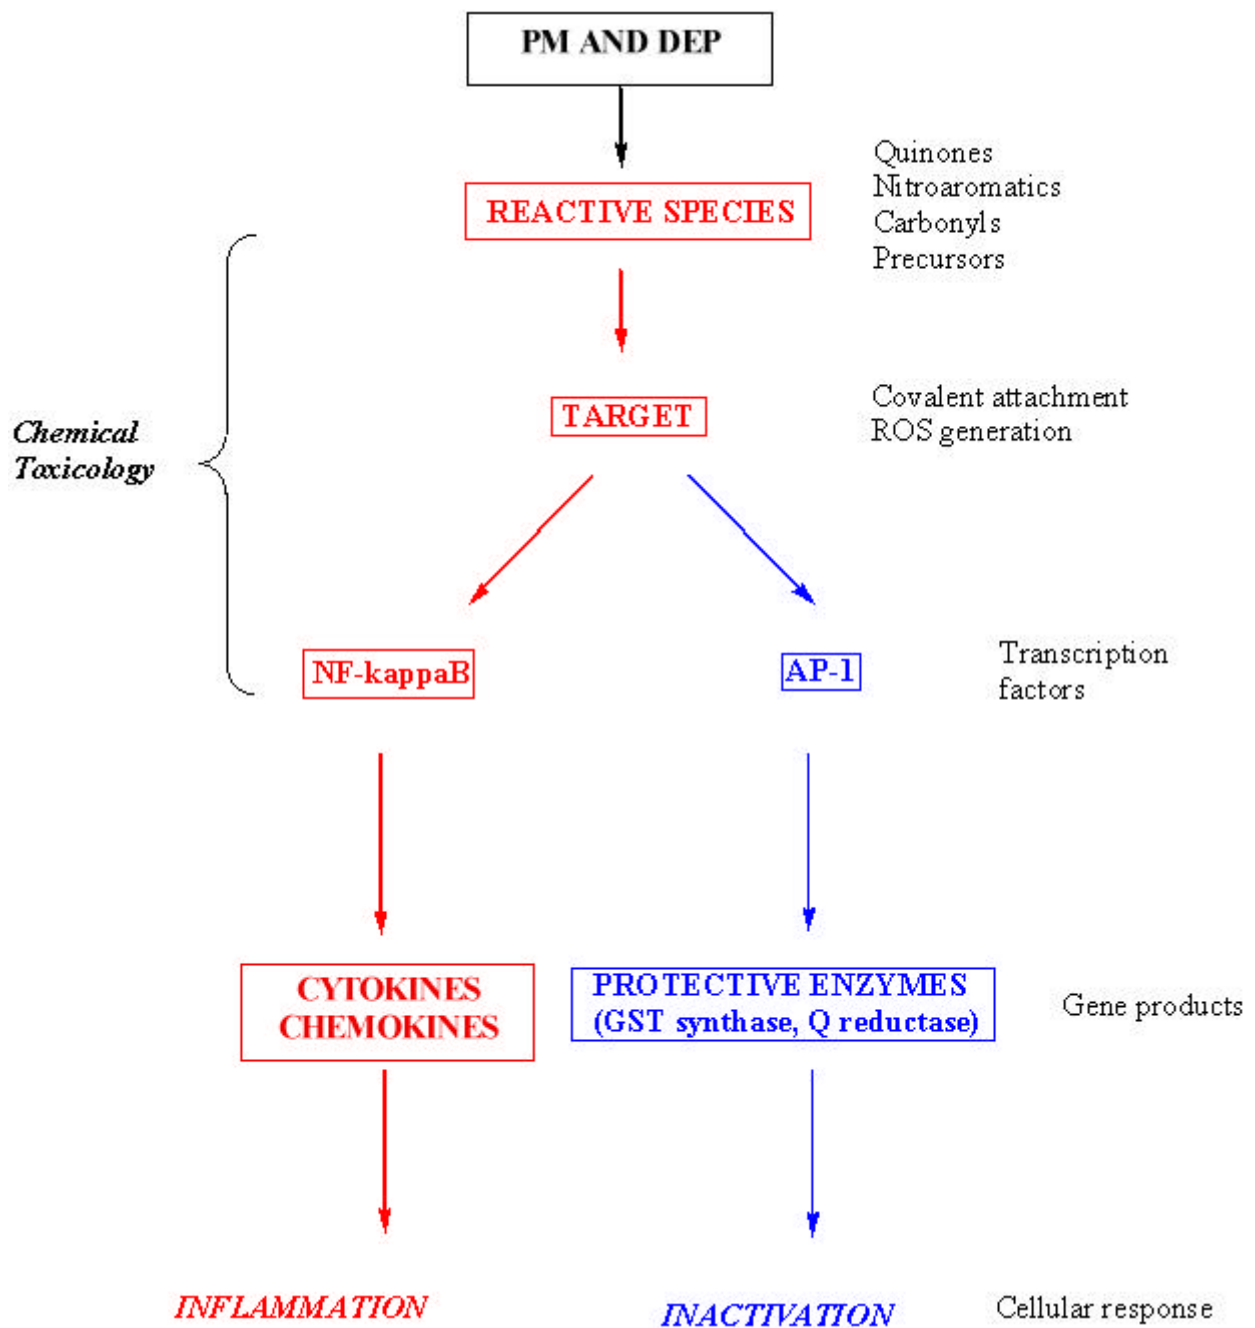 PM AND DEP
Quinones
Nitroaromatics
Carbonyls
Precursors
REACTIVE SPECIES
TARGET
Covalent attachment
ROS generation
Chemical
Toxicology
NF-kappaB
AP-1
Transcription
factors
CYTOKINES
CHEMOKINES
PROTECTIVE ENZYMES
(GST synthase, Q reductase)
Gene products
INFLAMMATION
INACTIVATION
Cellular response